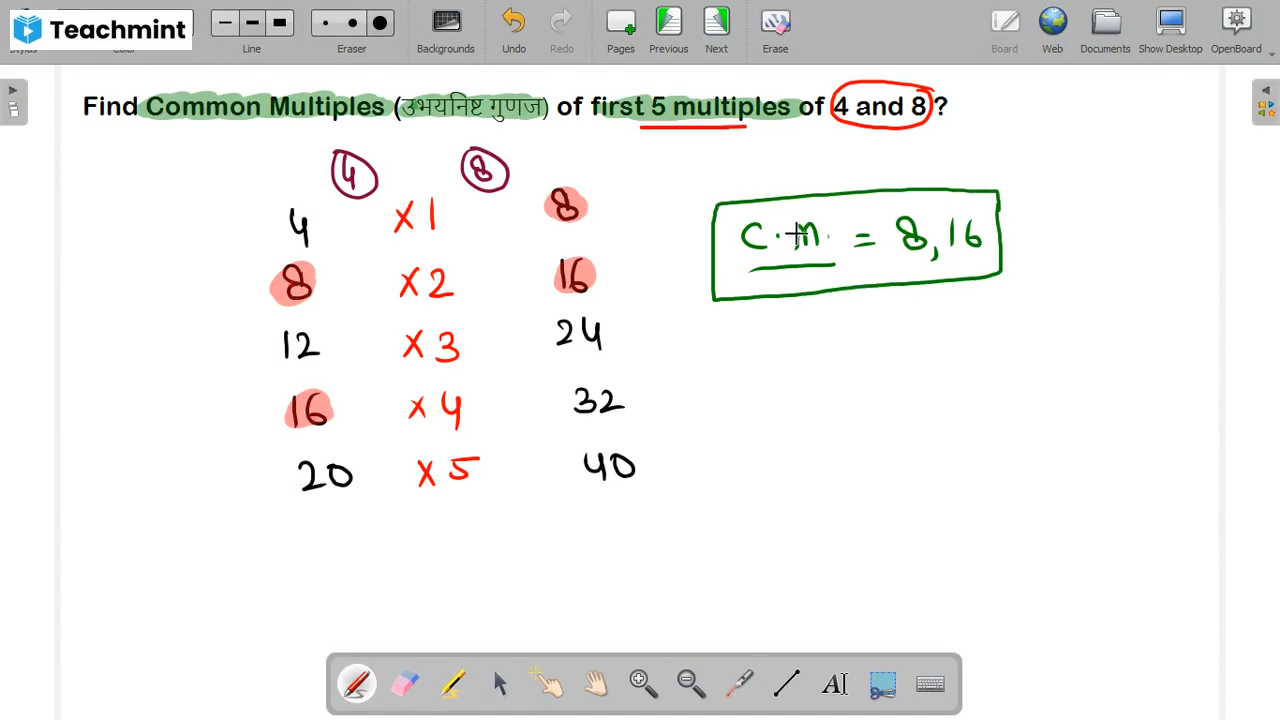 Teachmint
Line Eraser Backgrounds Undo Redo Pages Previous Next Erase Board Web Documents Show Desktop OpenBoard
Find Common Multiples (उभयनिष्ट गुणज) of first 5 multiples of 4 and 8 ?
4 8
4 × 1 8
8 × 2 16
12 × 3 24
16 × 4 32
20 × 5 40
C.M. = 8, 16
AI